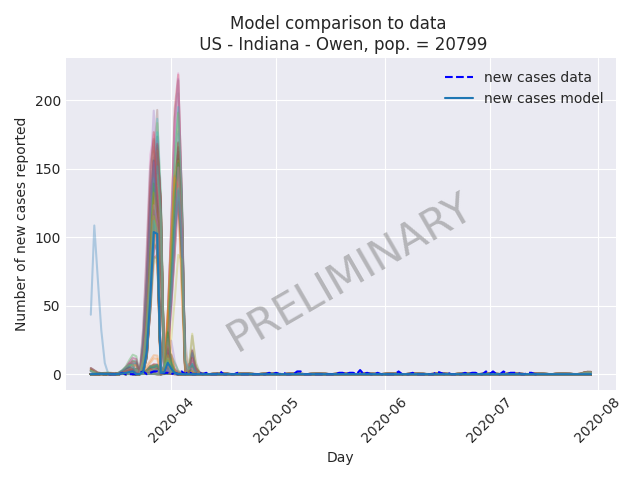 Model comparison to data
US - Indiana - Owen, pop. = 20799
new cases data
new cases model
Number of new cases reported
200
150
100
50
0
PRELIMINARY
2020-04
2020-05
2020-06
2020-07
2020-08
Day